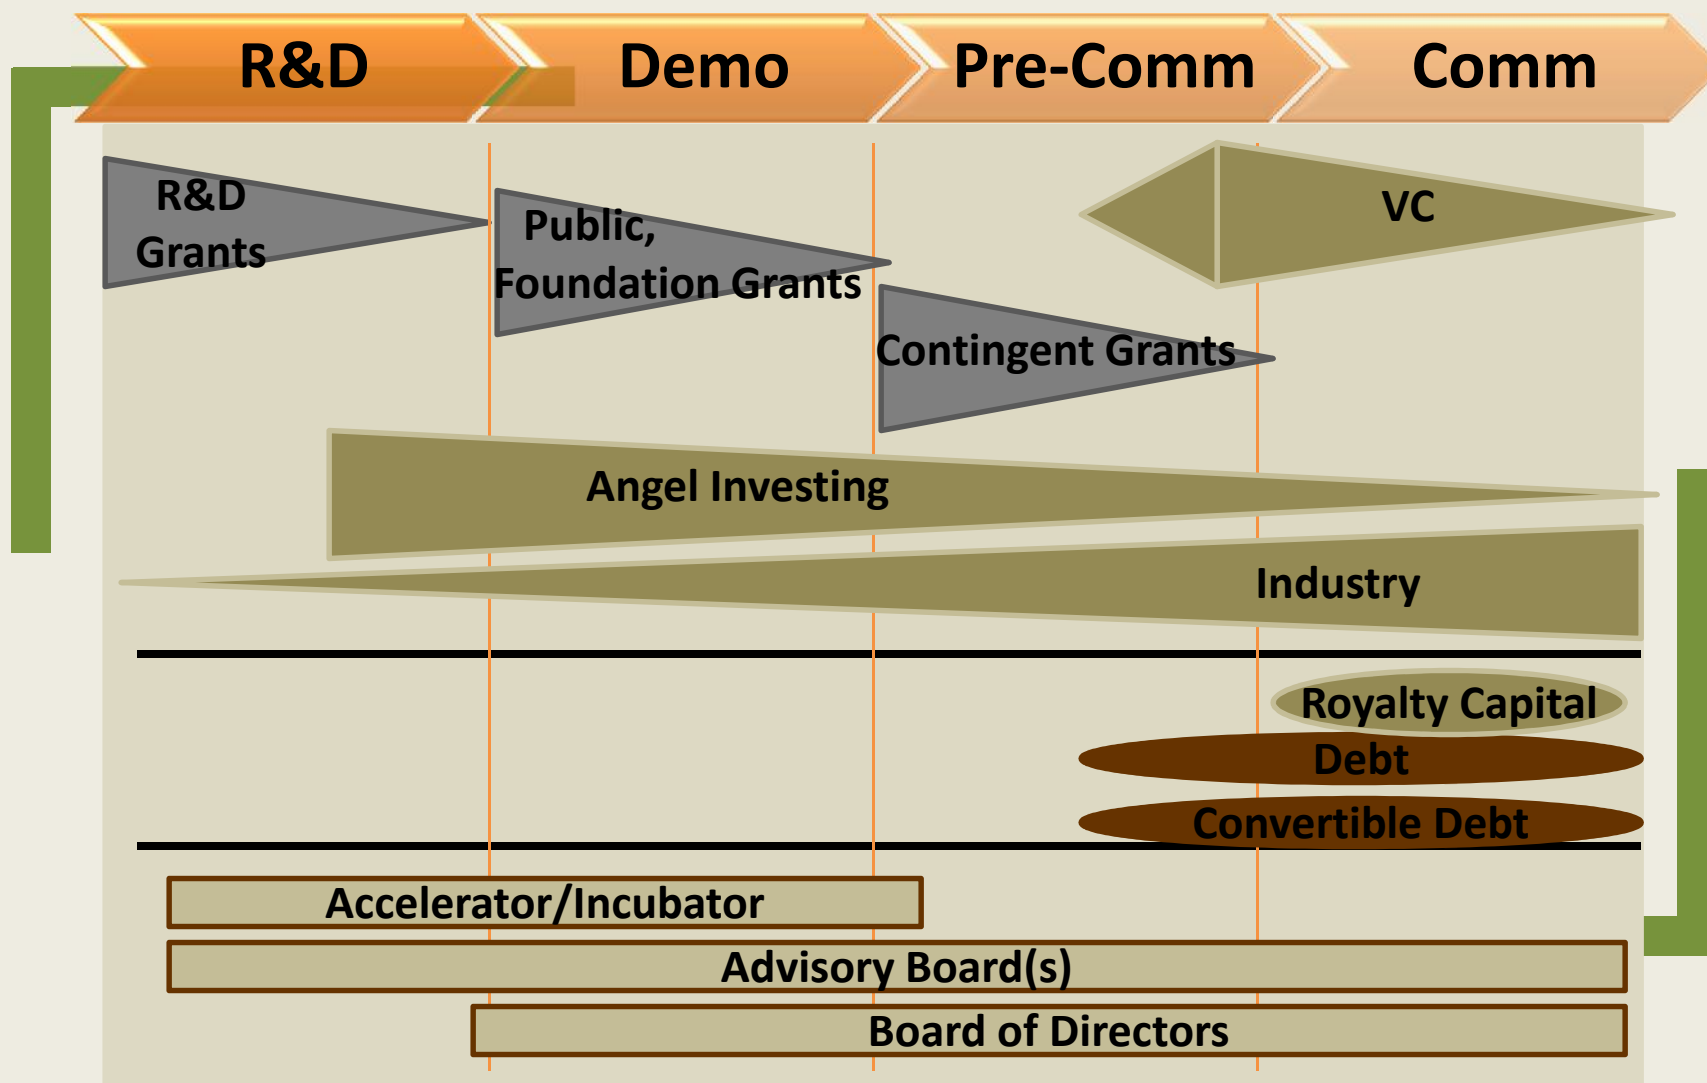 R&D
Demo
Pre-Comm
Comm
R&D
Grants
Public,
Foundation Grants
VC
Contingent Grants
Angel Investing
Industry
Royalty Capital
Debt
Convertible Debt
Accelerator/Incubator
Advisory Board(s)
Board of Directors